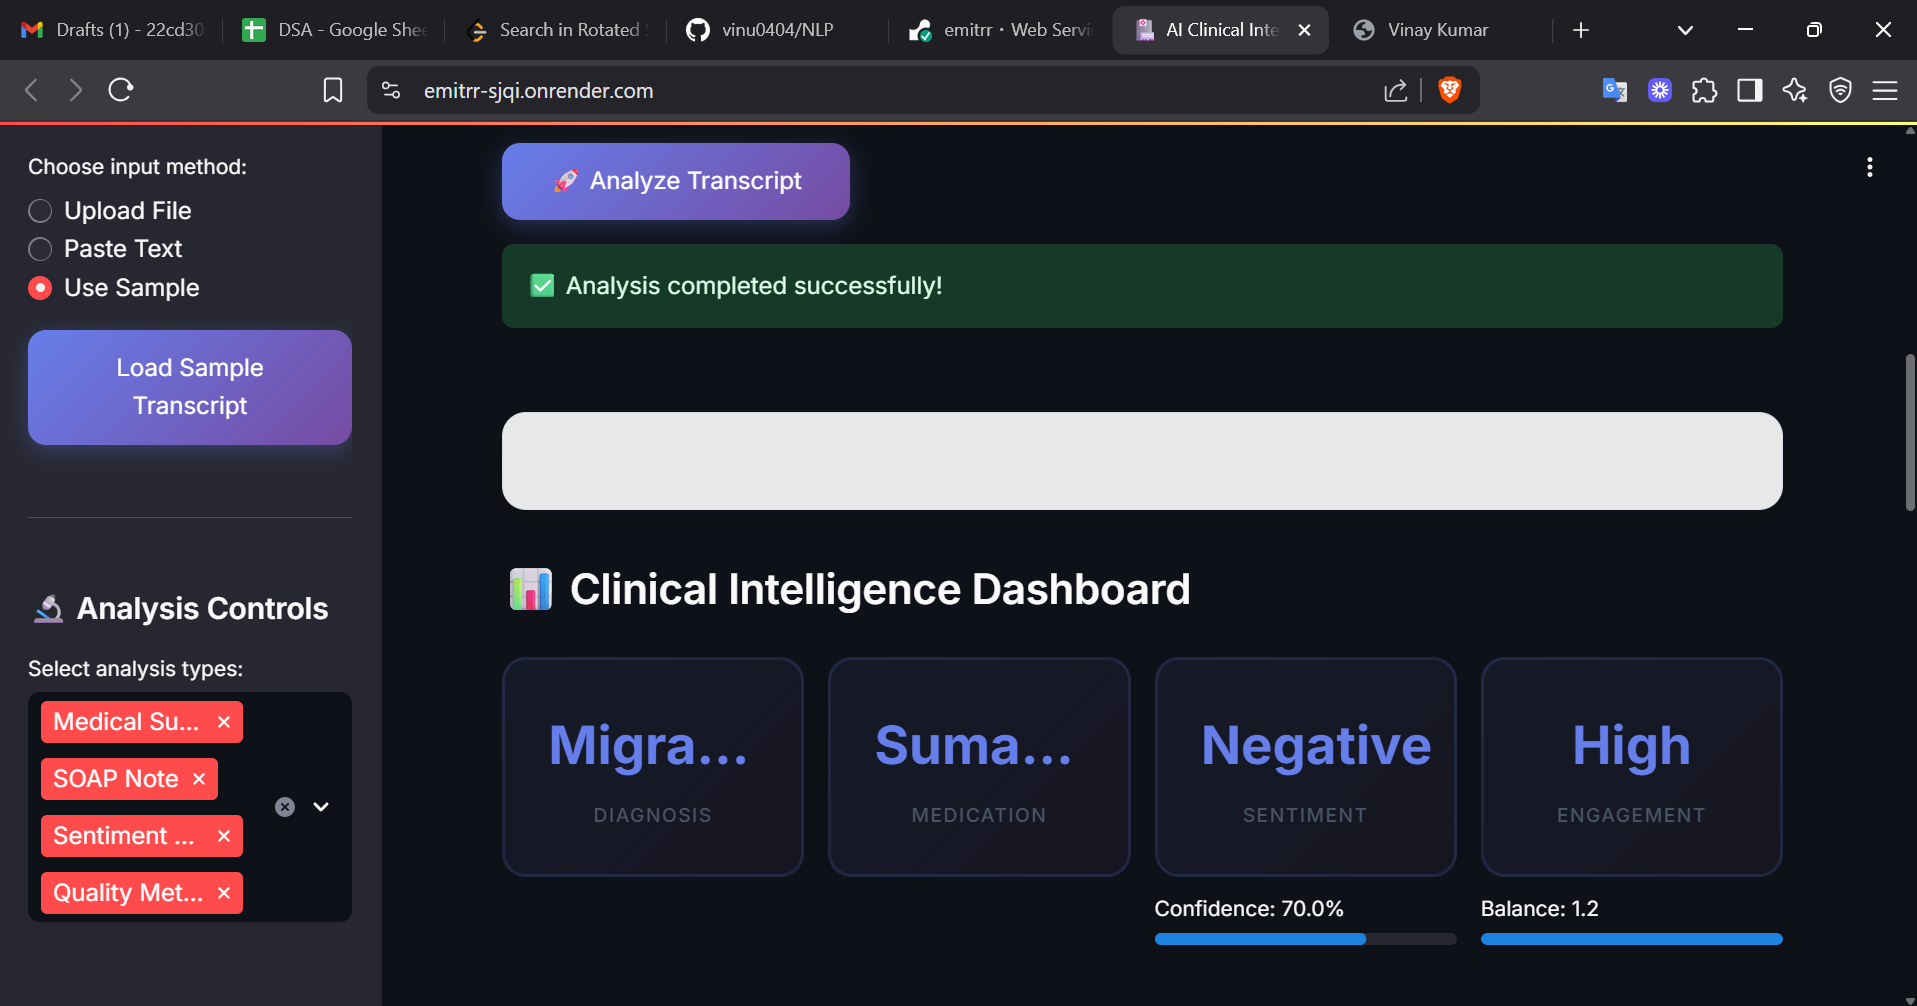 Drafts (1) - 22cd30
DSA - Google Shee
Search in Rotated S
vinu0404/NLP
emitrr • Web Servi
AI Clinical Inte
Vinay Kumar
emitrr-sjqi.onrender.com
Choose input method:
Upload File
Paste Text
Use Sample
Load Sample
Transcript
Analysis Controls
Select analysis types:
Medical Su...
SOAP Note
Sentiment ...
Quality Met...
Analyze Transcript
Analysis completed successfully!
Clinical Intelligence Dashboard
Migra...
DIAGNOSIS
Suma...
MEDICATION
Negative
SENTIMENT
High
ENGAGEMENT
Confidence: 70.0%
Balance: 1.2